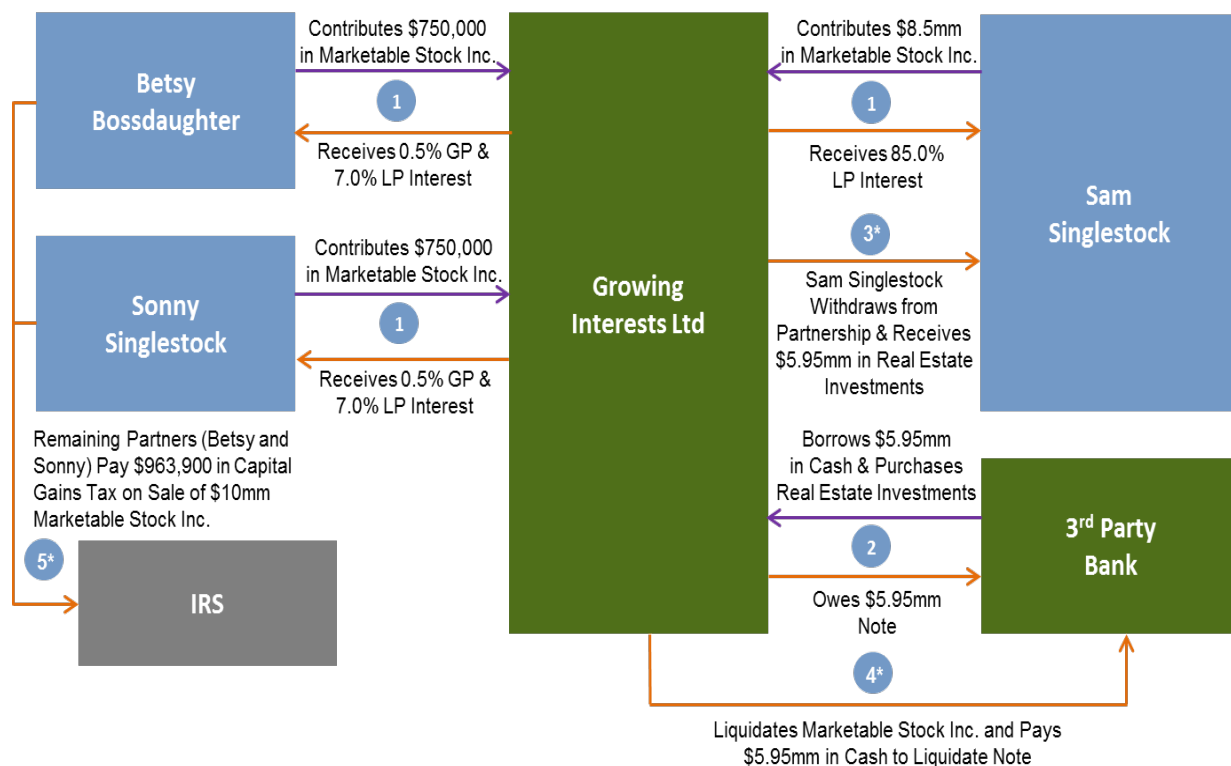 Betsy
Bossdaughter
Contributes $750,000
in Marketable Stock Inc.
1
Receives 0.5% GP &
7.0% LP Interest
Sonny
Singlestock
Contributes $750,000
in Marketable Stock Inc.
1
Receives 0.5% GP &
7.0% LP Interest
Growing
Interests Ltd
Contributes $8.5mm
in Marketable Stock Inc.
1
Receives 85.0%
LP Interest
3*
Sam Singlestock
Withdraws from
Partnership & Receives
$5.95mm in Real Estate
Investments
Sam
Singlestock
Borrows $5.95mm
in Cash & Purchases
Real Estate Investments
2
Owes $5.95mm
Note
3rd Party
Bank
4*
Liquidates Marketable Stock Inc. and Pays
$5.95mm in Cash to Liquidate Note
Remaining Partners (Betsy and
Sonny) Pay $963,900 in Capital
Gains Tax on Sale of $10mm
Marketable Stock Inc.
5*
IRS